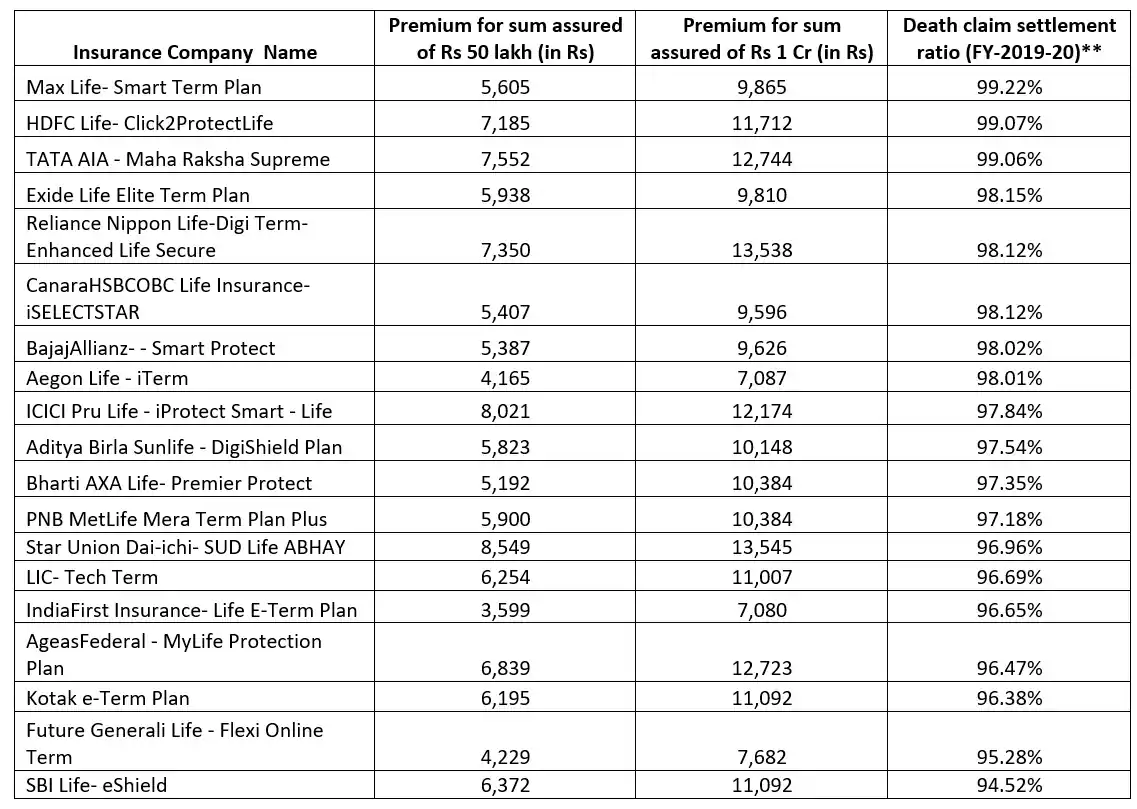 Insurance Company Name
Premium for sum assured
of Rs 50 lakh (in Rs)
Premium for sum
assured of Rs 1 Cr (in Rs)
Death claim settlement
ratio (FY-2019-20)**
Max Life- Smart Term Plan 5,605 9,865 99.22%
HDFC Life- Click2ProtectLife 7,185 11,712 99.07%
TATA AIA - Maha Raksha Supreme 7,552 12,744 99.06%
Exide Life Elite Term Plan 5,938 9,810 98.15%
Reliance Nippon Life-Digi Term-
Enhanced Life Secure 7,350 13,538 98.12%
CanaraHSBCOBC Life Insurance-
iSELECTSTAR 5,407 9,596 98.12%
BajajAllianz- - Smart Protect 5,387 9,626 98.02%
Aegon Life - iTerm 4,165 7,087 98.01%
ICICI Pru Life - iProtect Smart - Life 8,021 12,174 97.84%
Aditya Birla Sunlife - DigiShield Plan 5,823 10,148 97.54%
Bharti AXA Life- Premier Protect 5,192 10,384 97.35%
PNB MetLife Mera Term Plan Plus 5,900 10,384 97.18%
Star Union Dai-ichi- SUD Life ABHAY 8,549 13,545 96.96%
LIC- Tech Term 6,254 11,007 96.69%
IndiaFirst Insurance- Life E-Term Plan 3,599 7,080 96.65%
AgeasFederal - MyLife Protection
Plan 6,839 12,723 96.47%
Kotak e-Term Plan 6,195 11,092 96.38%
Future Generali Life - Flexi Online
Term 4,229 7,682 95.28%
SBI Life- eShield 6,372 11,092 94.52%